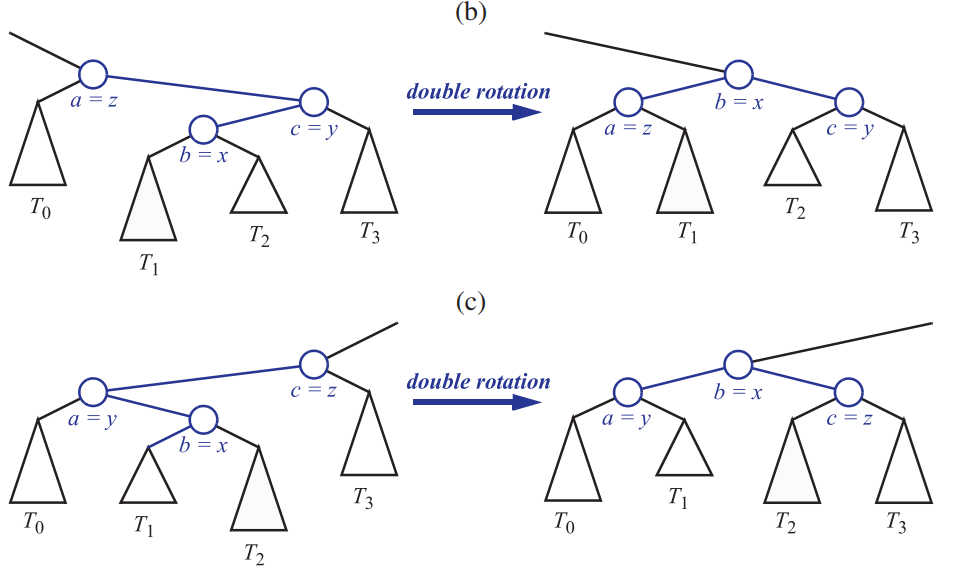 (b)
double rotation
a = z
b = x
c = y
T0
T1
T2
T3
b = x
a = z
c = y
T0
T1
T2
T3
(c)
double rotation
c = z
a = y
b = x
T0
T1
T2
T3
b = x
a = y
c = z
T0
T1
T2
T3